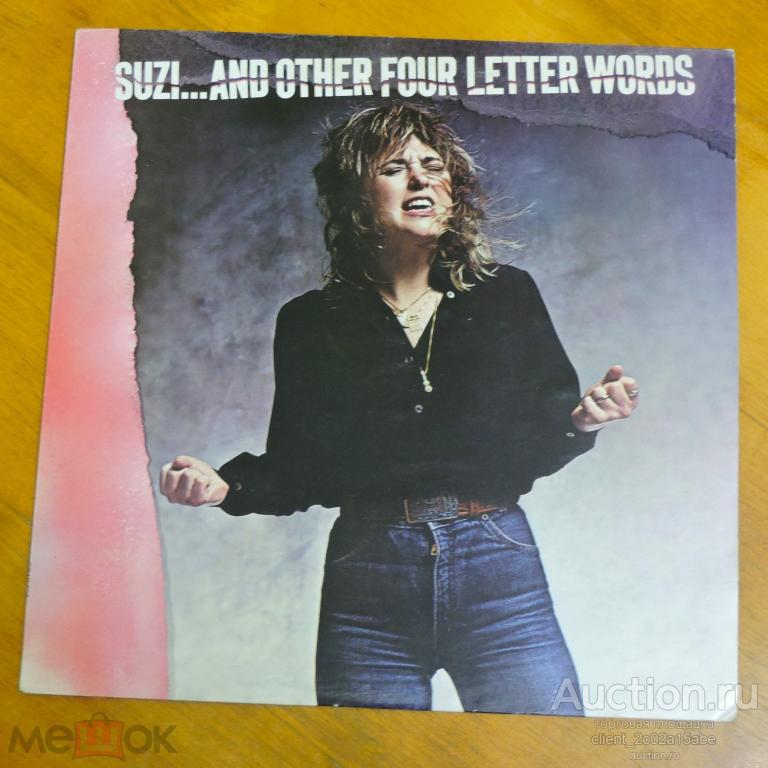 SUZI...AND OTHER FOUR LETTER WORDS
Auction.ru
торговая площадка
client_2c02a15abe
auction.ru
мешок